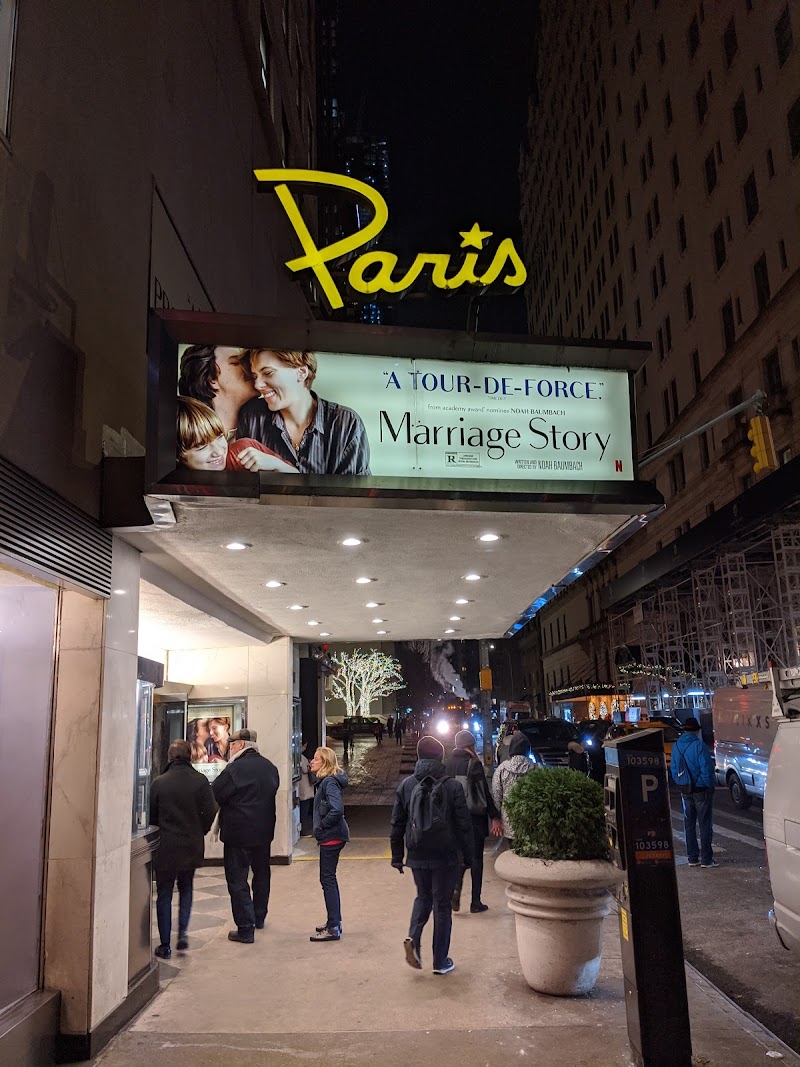 Paris
"A TOUR-DE-FORCE."
from academy award® nominee NOAH BAUMBACH
Marriage Story
R
WRITTEN AND
DIRECTED BY NOAH BAUMBACH
N
103598
P
103598